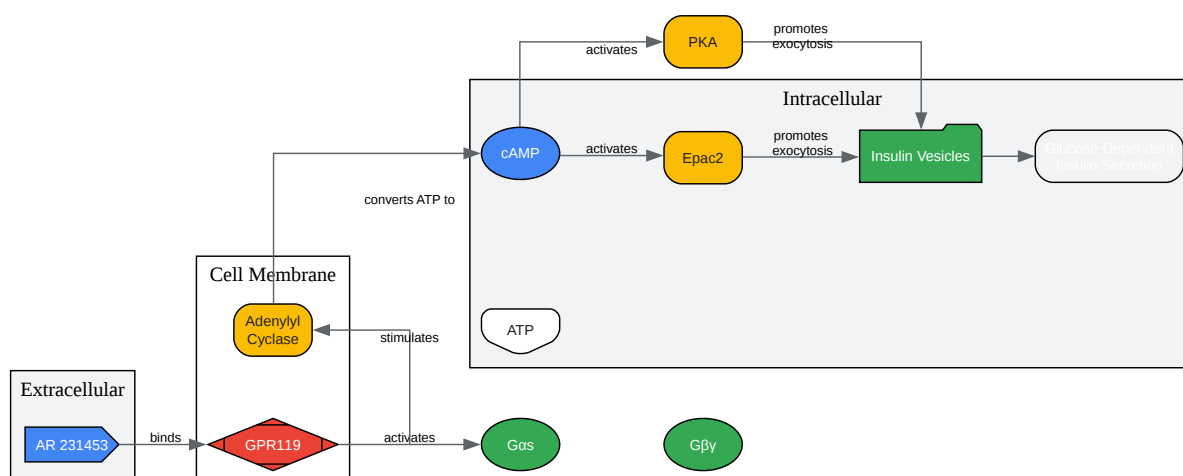 PKA
promotes
exocytosis
activates
Intracellular
cAMP
activates
Epac2
promotes
exocytosis
Insulin Vesicles
Glucose-Dependent
Insulin Secretion
converts ATP to
Cell Membrane
Adenylyl
Cyclase
stimulates
ATP
Extracellular
AR 231453
binds
GPR119
activates
Gαs
Gβγ